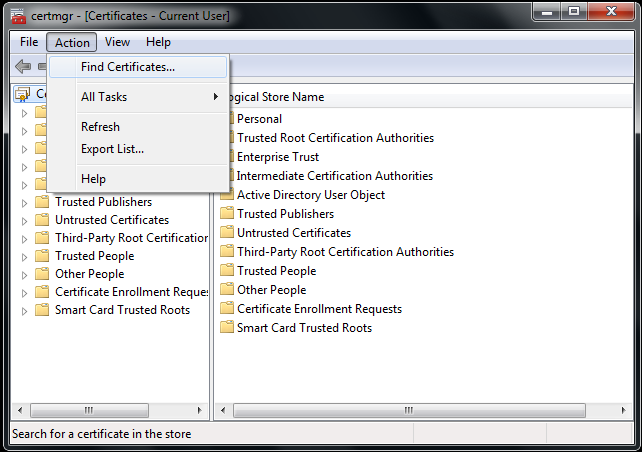 certmgr - [Certificates - Current User]
File Action View Help
Find Certificates...
All Tasks
Refresh
Export List...
Help
Trusted Publishers
Untrusted Certificates
Third-Party Root Certification
Trusted People
Other People
Certificate Enrollment Reques
Smart Card Trusted Roots
ogical Store Name
Personal
Trusted Root Certification Authorities
Enterprise Trust
Intermediate Certification Authorities
Active Directory User Object
Trusted Publishers
Untrusted Certificates
Third-Party Root Certification Authorities
Trusted People
Other People
Certificate Enrollment Requests
Smart Card Trusted Roots
Search for a certificate in the store